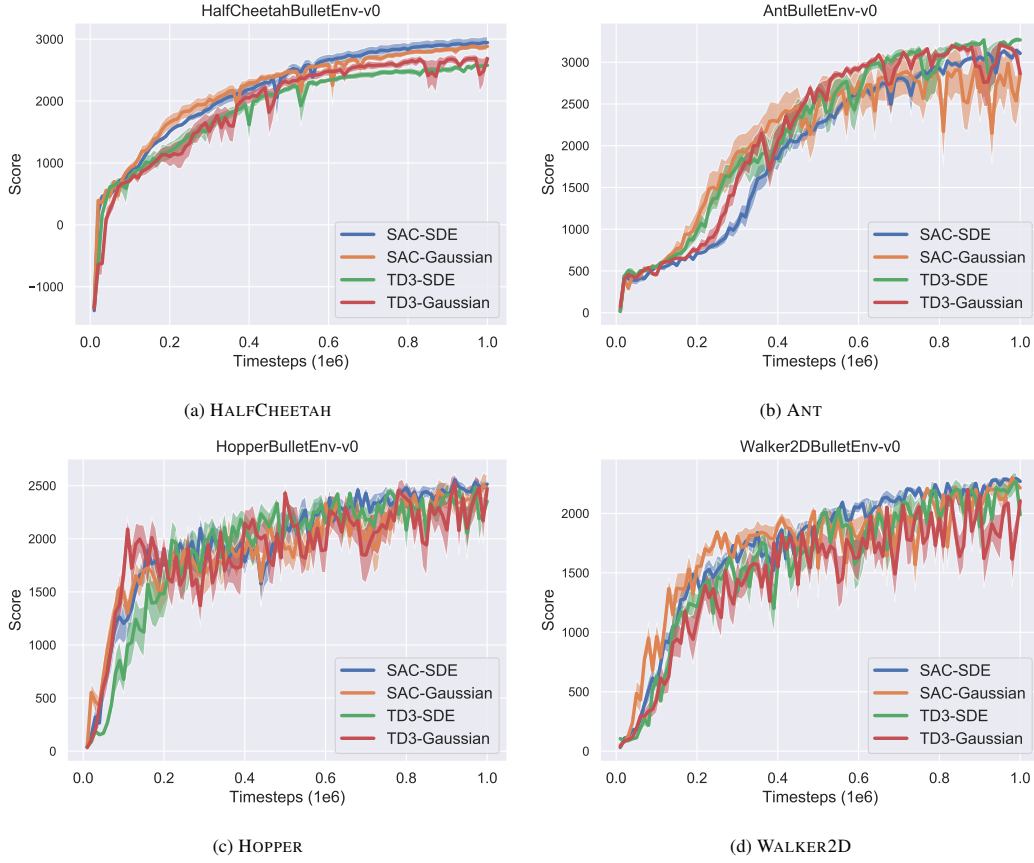 HalfCheetahBulletEnv-v0
3000
2000
1000
0
−1000
Score
SAC-SDE
SAC-Gaussian
TD3-SDE
TD3-Gaussian
0.0 0.2 0.4 0.6 0.8 1.0
Timesteps (1e6)
(a) HALFCHEETAH
AntBulletEnv-v0
3000
2500
2000
1500
1000
500
0
Score
SAC-SDE
SAC-Gaussian
TD3-SDE
TD3-Gaussian
0.0 0.2 0.4 0.6 0.8 1.0
Timesteps (1e6)
(b) ANT
HopperBulletEnv-v0
2500
2000
1500
1000
500
0
Score
SAC-SDE
SAC-Gaussian
TD3-SDE
TD3-Gaussian
0.0 0.2 0.4 0.6 0.8 1.0
Timesteps (1e6)
(c) HOPPER
Walker2DBulletEnv-v0
2000
1500
1000
500
0
Score
SAC-SDE
SAC-Gaussian
TD3-SDE
TD3-Gaussian
0.0 0.2 0.4 0.6 0.8 1.0
Timesteps (1e6)
(d) WALKER2D